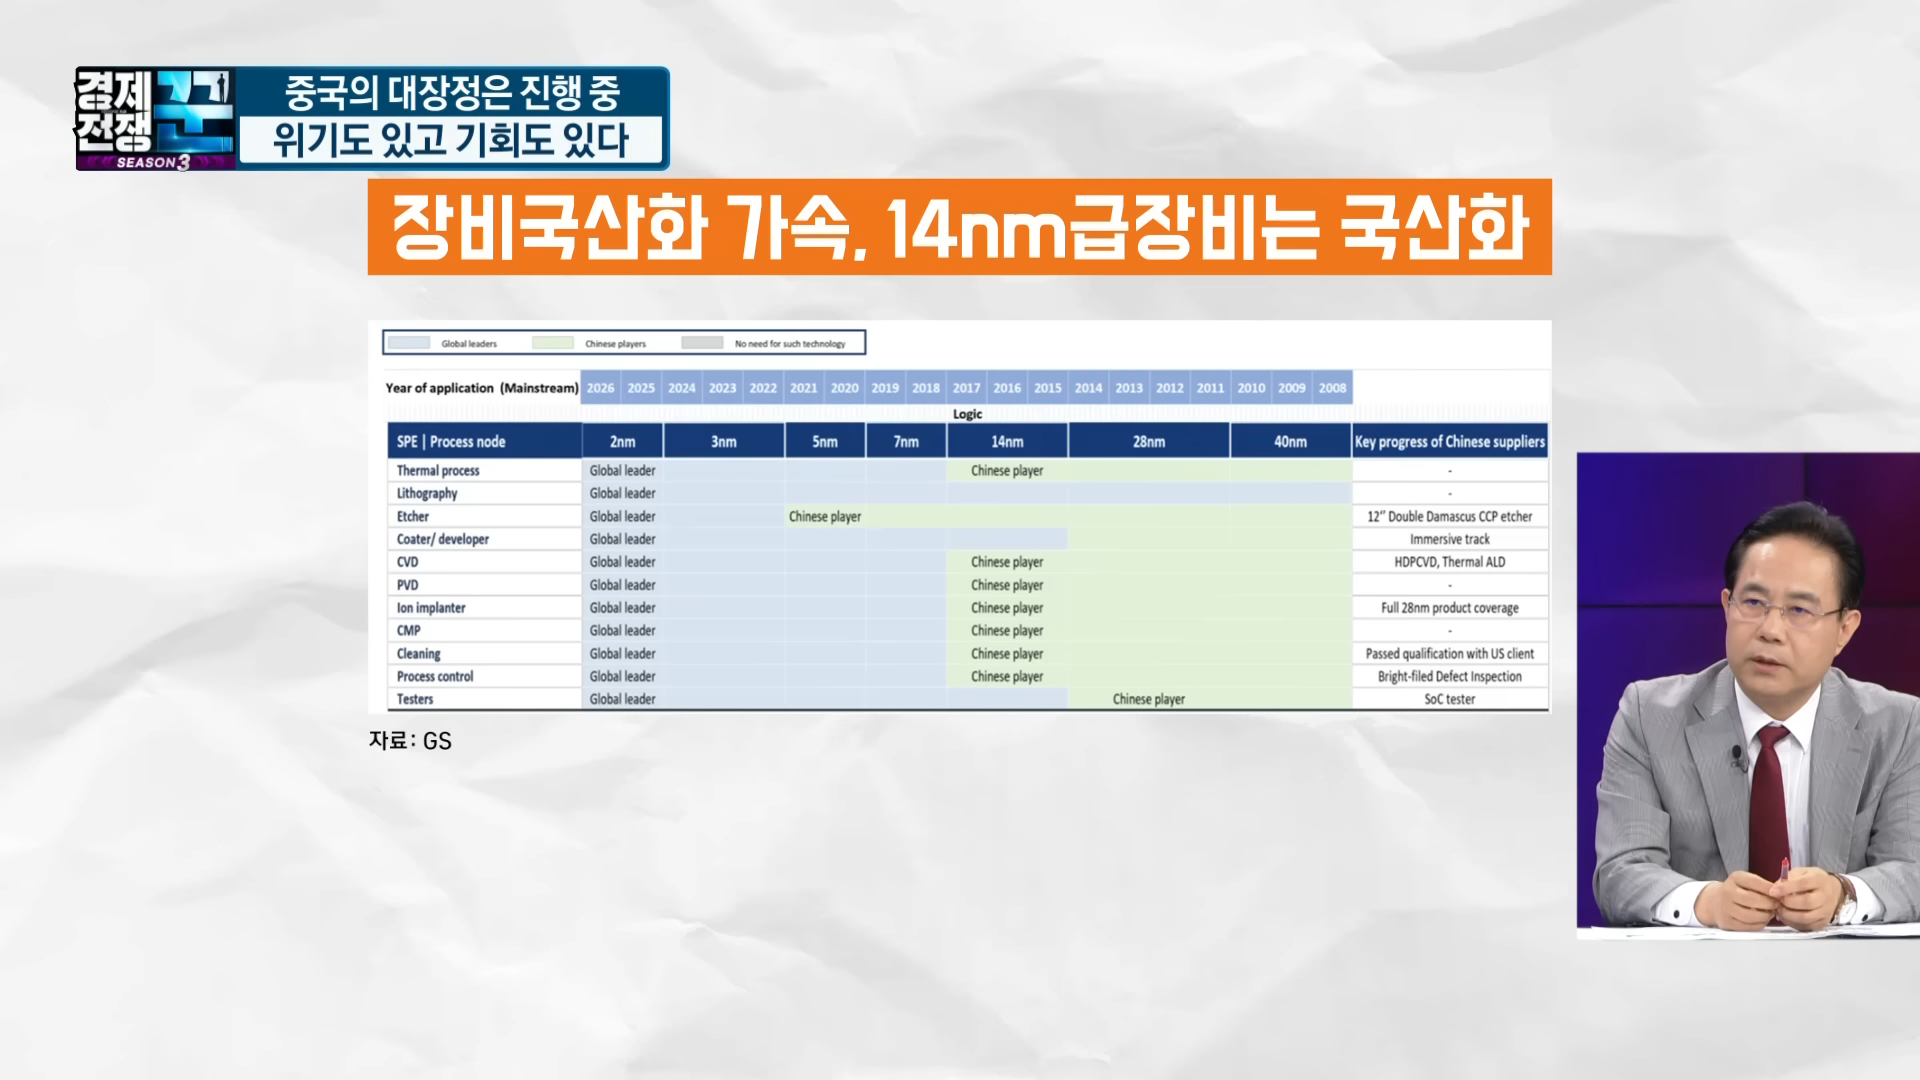 경제
전쟁
꾼
SEASON 3
중국의 대장정은 진행 중
위기도 있고 기회도 있다
장비국산화 가속, 14nm급장비는 국산화
Global leaders Chinese players No need for such technology
Year of application (Mainstream) 2026 2025 2024 2023 2022 2021 2020 2019 2018 2017 2016 2015 2014 2013 2012 2011 2010 2009 2008
Logic
SPE | Process node 2nm 3nm 5nm 7nm 14nm 28nm 40nm Key progress of Chinese suppliers
Thermal process Global leader Chinese player -
Lithography Global leader -
Etcher Global leader Chinese player 12" Double Damascus CCP etcher
Coater/ developer Global leader Immersive track
CVD Global leader Chinese player HDPCVD, Thermal ALD
PVD Global leader Chinese player -
Ion implanter Global leader Chinese player Full 28nm product coverage
CMP Global leader Chinese player -
Cleaning Global leader Chinese player Passed qualification with US client
Process control Global leader Chinese player Bright-filed Defect Inspection
Testers Global leader Chinese player SoC tester
자료: GS